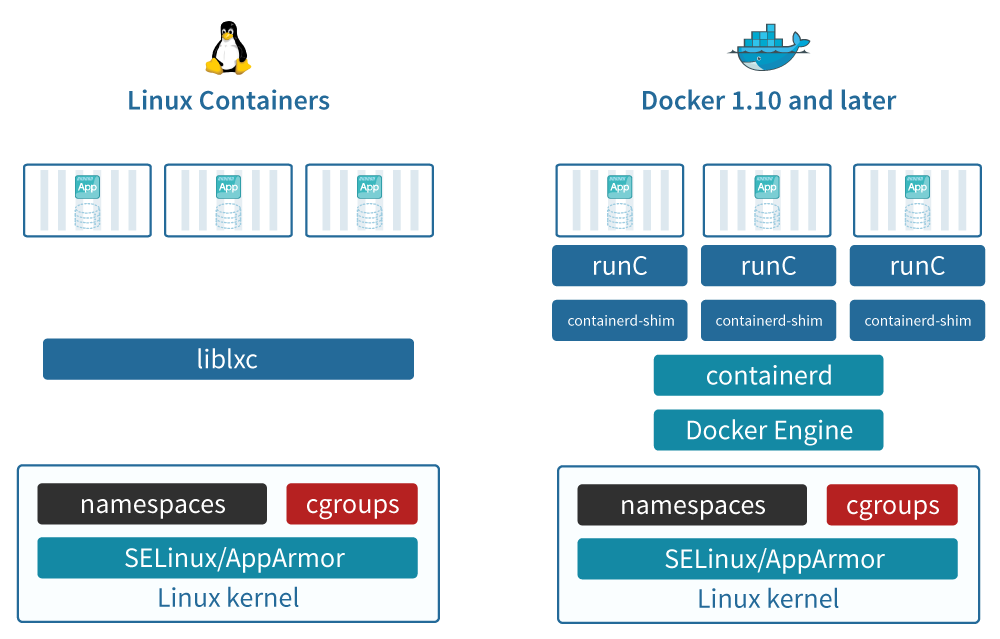 Linux Containers
App
App
App
liblxc
namespaces
cgroups
SELinux/AppArmor
Linux kernel
Docker 1.10 and later
App
App
App
runC
runC
runC
containerd-shim
containerd-shim
containerd-shim
containerd
Docker Engine
namespaces
cgroups
SELinux/AppArmor
Linux kernel